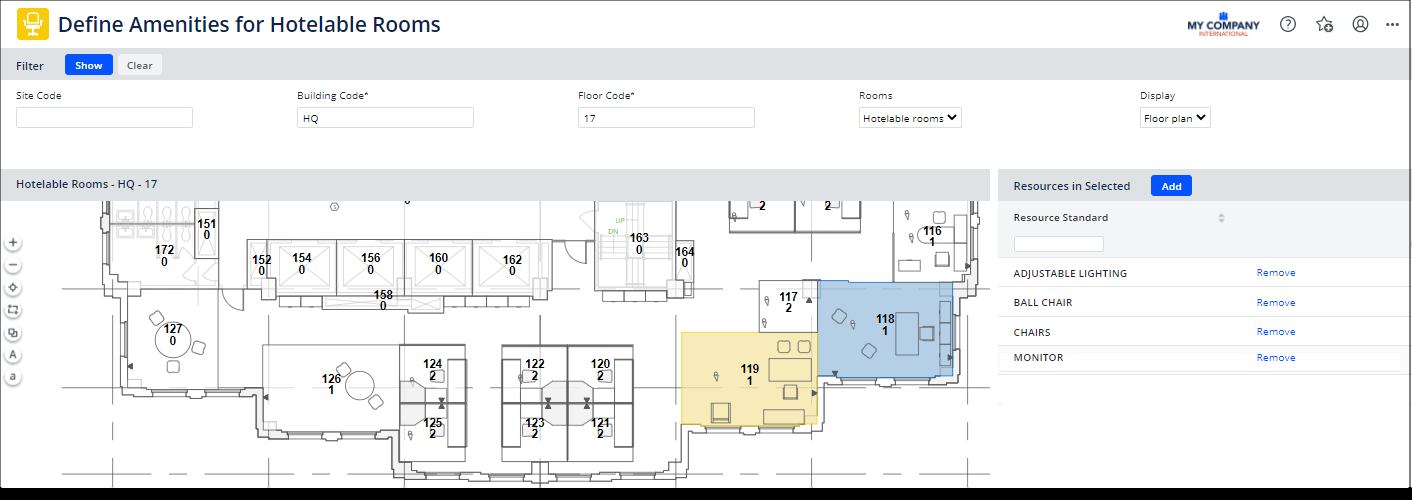 Define Amenities for Hotelable Rooms
MY COMPANY
INTERNATIONAL
Filter Show Clear
Site Code Building Code* Floor Code* Rooms Display
HQ 17 Hotelable rooms Floor plan
Hotelable Rooms - HQ - 17
Resources in Selected Add
Resource Standard
2 2
151
0
UP
DN
116
1
163
0
172
0
152
0
154
0
156
0
160
0
162
0
164
0
158
0
117
2
118
1
127
0
124
2
122
2
120
2
119
1
126
1
125
2
123
2
121
2
A
a
ADJUSTABLE LIGHTING Remove
BALL CHAIR Remove
CHAIRS Remove
MONITOR Remove